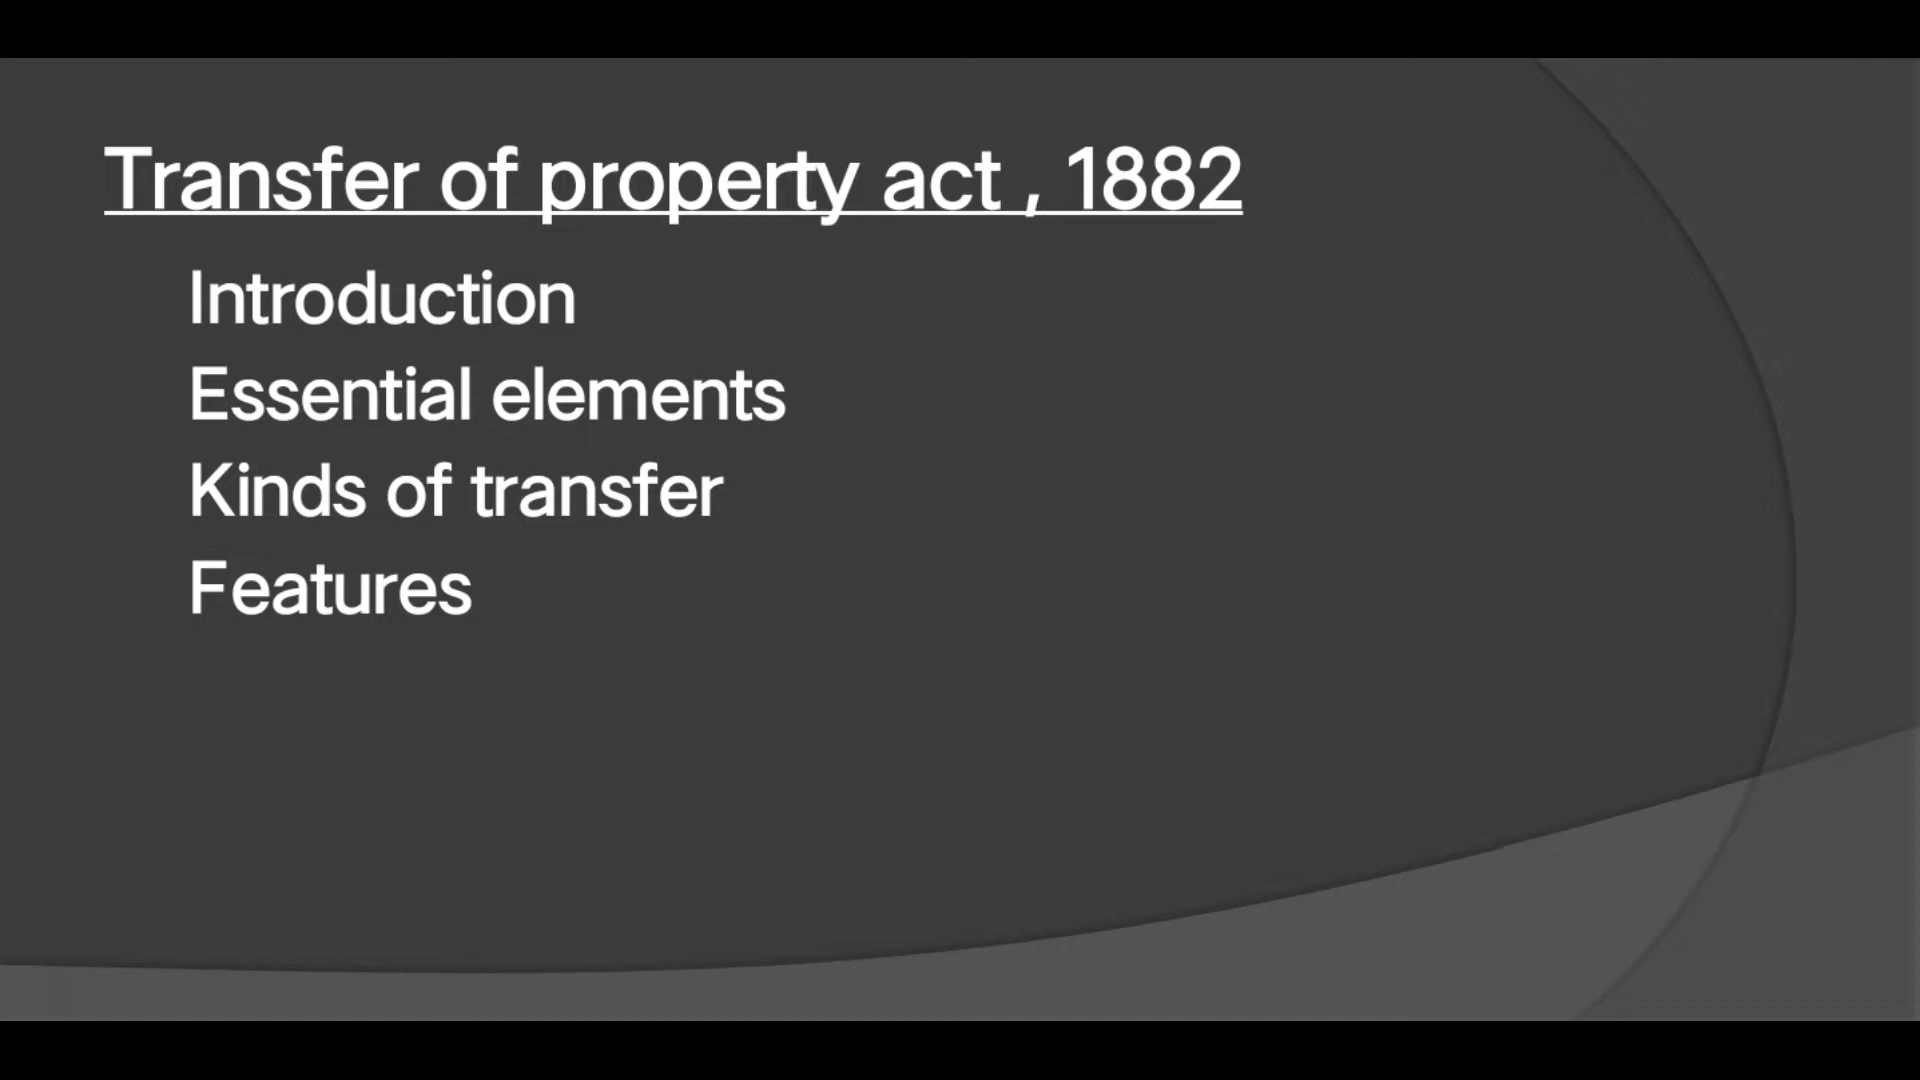 Transfer of property act , 1882
Introduction
Essential elements
Kinds of transfer
Features